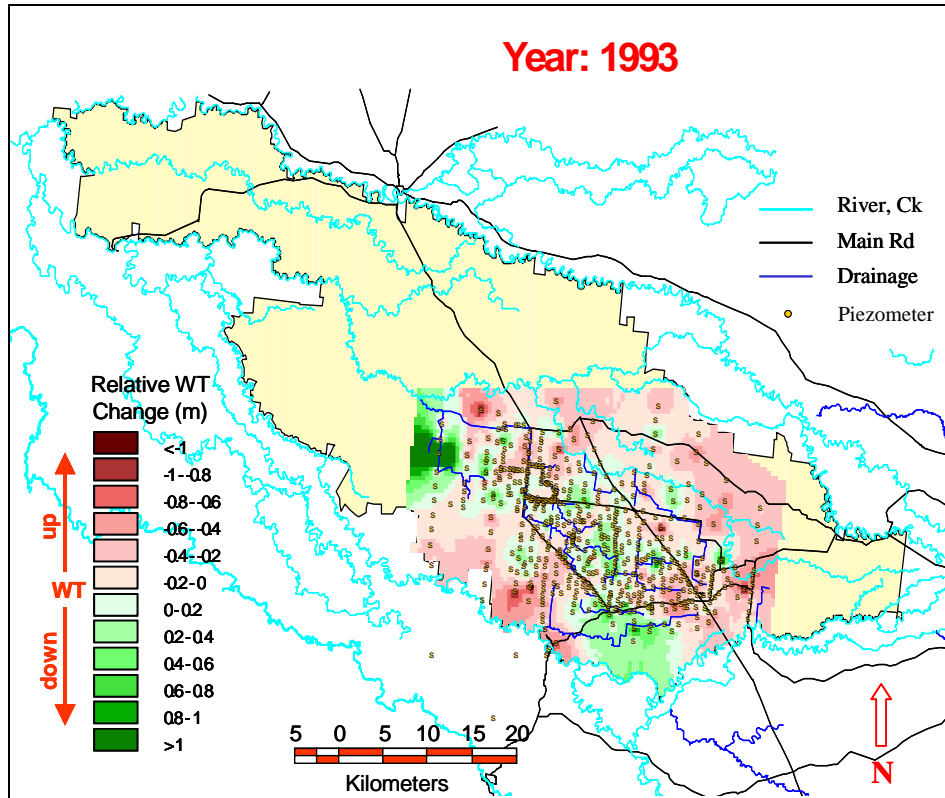 Year: 1993
River, Ck
Main Rd
Drainage
Piezometer
Relative WT
Change (m)
<-1
-1--0.8
-0.8--0.6
-0.6--0.4
-0.4--0.2
-0.2-0
0-0.2
0.2-0.4
0.4-0.6
0.6-0.8
0.8-1
>1
up
WT
down
5 0 5 10 15 20
Kilometers
N